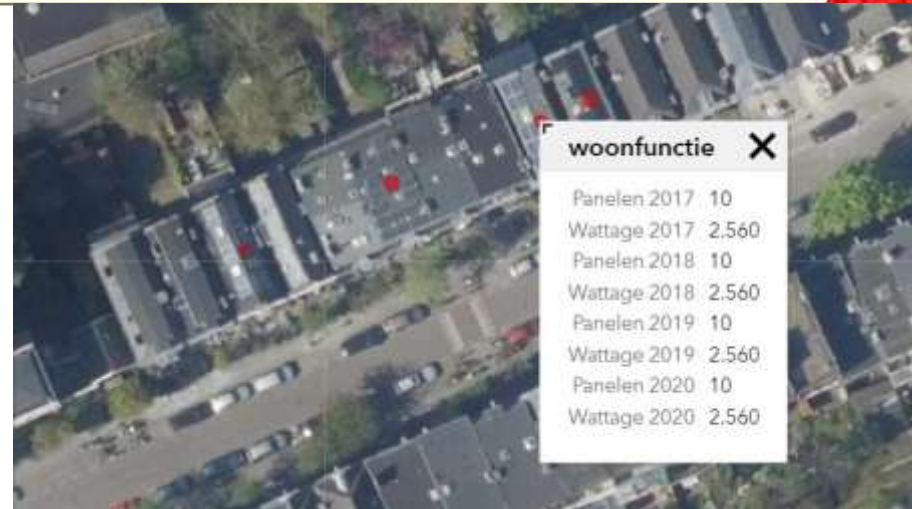 woonfunctie
Panelen 2017 10
Wattage 2017 2.560
Panelen 2018 10
Wattage 2018 2.560
Panelen 2019 10
Wattage 2019 2.560
Panelen 2020 10
Wattage 2020 2.560